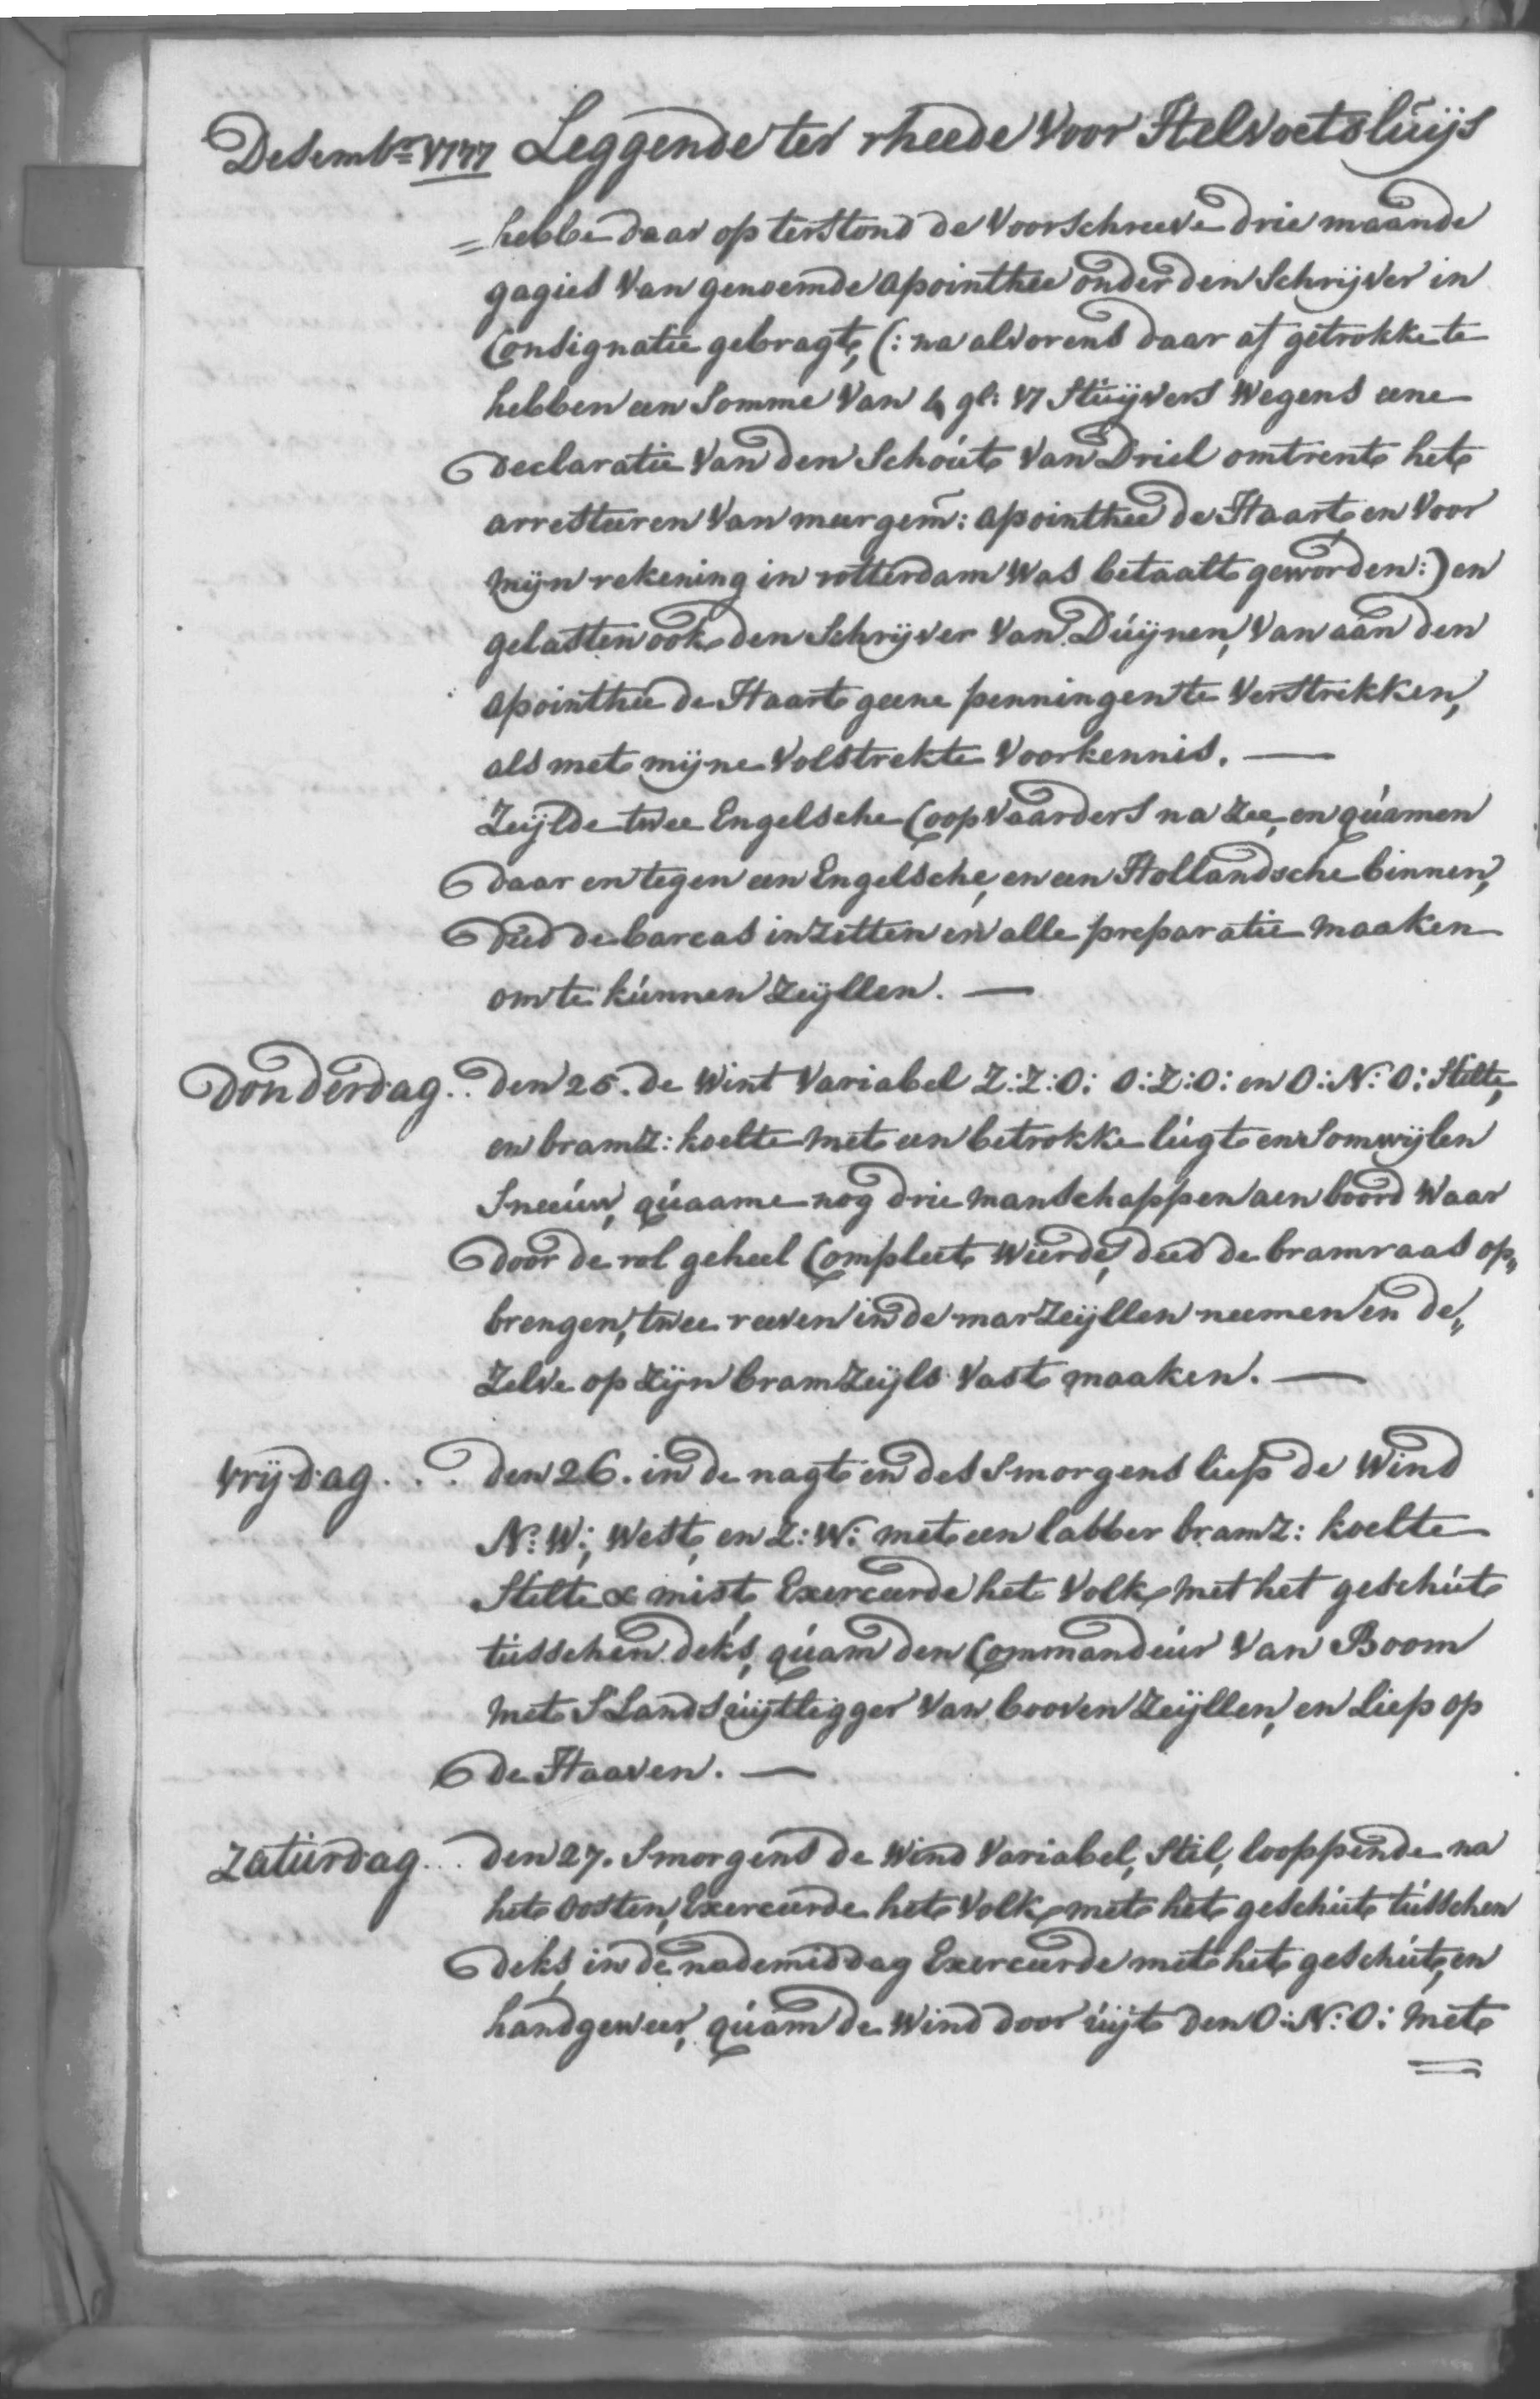 Desembr= 1777 Leggende ter rheede voor Helvoetsluijs
= hebbe daar op terstond de voorschreeve drie maande
gagies van genoemde apointhee onder den Schrijver in
Consignatie gebragt, (: na alvorens daar af getrokke te
hebben een Somme van 4 gl: 17 Stuijvers wegens eene
declaratie van den Schout van Driel omtrent het
arresteeren van meergem: apointhee de Haart en voor
mijn rekening in rotterdam was betaalt geworden:) en
gelasten ook den Schrijver van Duijnen, van aan den
apointhee de Haart geene penningen te verstrekken,
als met mijne volstrekte voorkennis. —
Zeijlde twee Engelsche Coopvaarders na Zee, en quamen
daar en tegen een Engelsche, en een Hollandsche binnen,
deed de barcas in zetten en alle preparatie maaken
om te kunnen Zeijllen. —
Donderdag .. den 25. de wint variabel Z:Z:O: O:Z:O: en O:N:O: Stilte,
en bramz: koelte met een betrokke lugt en Somwijlen
Sneeuw, quaame nog drie manschappen aen boord waar
door de rol geheel Compleet wierde, deed de bramraas op„
brengen, twee reeven in de marzeijllen neemen en de„
Zelve op Zijn bramzeijls vast maaken. —
Vrijdag . . . den 26. in de nagt en des Smorgens liep de wind
N:W:, West, en Z:W: met een labber bramz: koelte
Stilte & mist, Exerceerde het volk met het geschut
tusschen deks, quam den Commandeur van Boom
met S Lands uijtligger van booven Zeijllen, en Liep op
de Haaven. —
Zaturdag ... den 27. Smorgens de wind variabel, Stil, looppende na
het oosten, Exerceerde het volk met het geschut tusschen
deks, in de nademiddag Exerceerde met het geschut, en
handgeweer, quam de wind door uijt den O:N:O: met
=